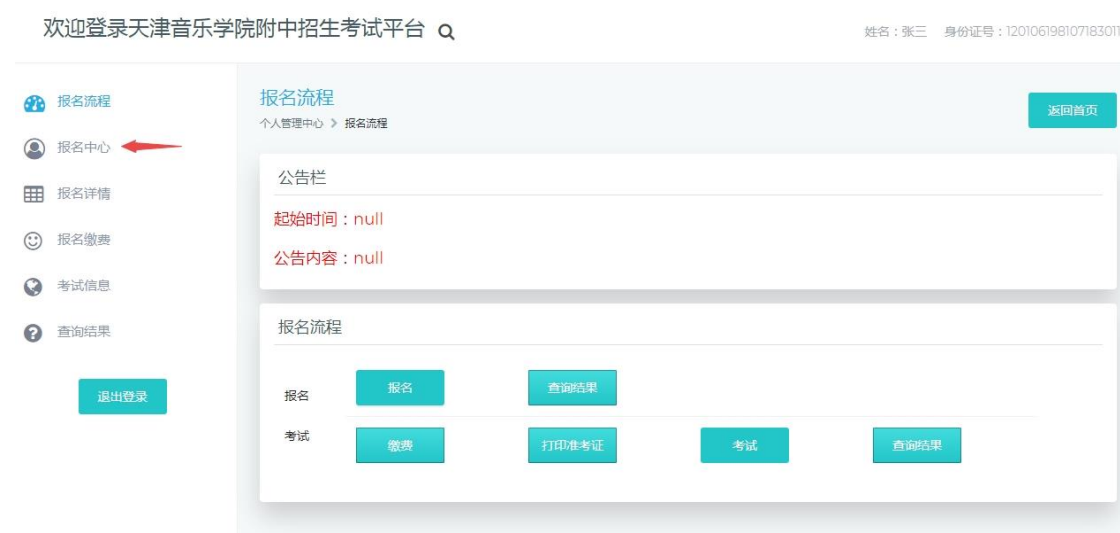 欢迎登录天津音乐学院附中招生考试平台
姓名：张三 身份证号：120106198107183011
报名流程
报名中心
报名详情
报名缴费
考试信息
查询结果
退出登录
报名流程
个人管理中心 > 报名流程
返回首页
公告栏
起始时间：null
公告内容：null
报名流程
报名 报名 查询结果
考试 缴费 打印准考证 考试 查询结果